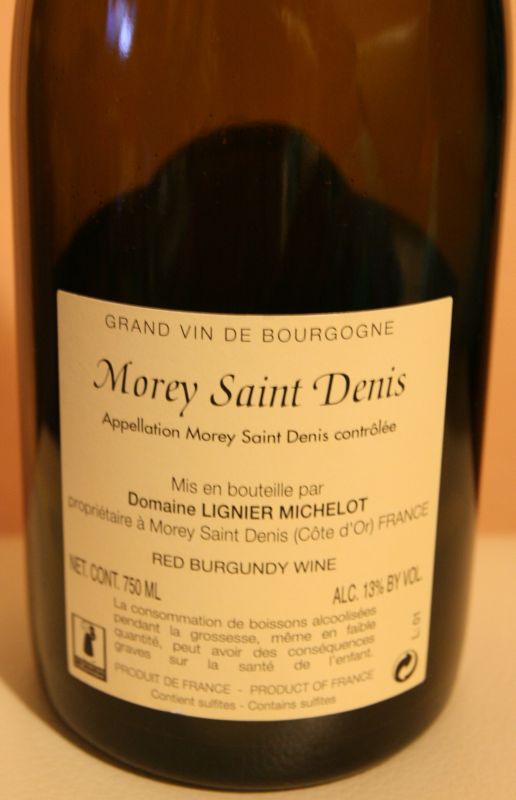 GRAND VIN DE BOURGOGNE
Morey Saint Denis
Appellation Morey Saint Denis contrôlée
Mis en bouteille par
Domaine LIGNIER MICHELOT
propriétaire à Morey Saint Denis (Côte d'Or) FRANCE
RED BURGUNDY WINE
NET. CONT. 750 ML
ALC. 13% BY VOL.
La consommation de boissons alcoolisées
pendant la grossesse, même en faible
quantité, peut avoir des conséquences
graves sur la santé de l'enfant.
PRODUIT DE FRANCE - PRODUCT OF FRANCE
Contient sulfites - Contains sulfites